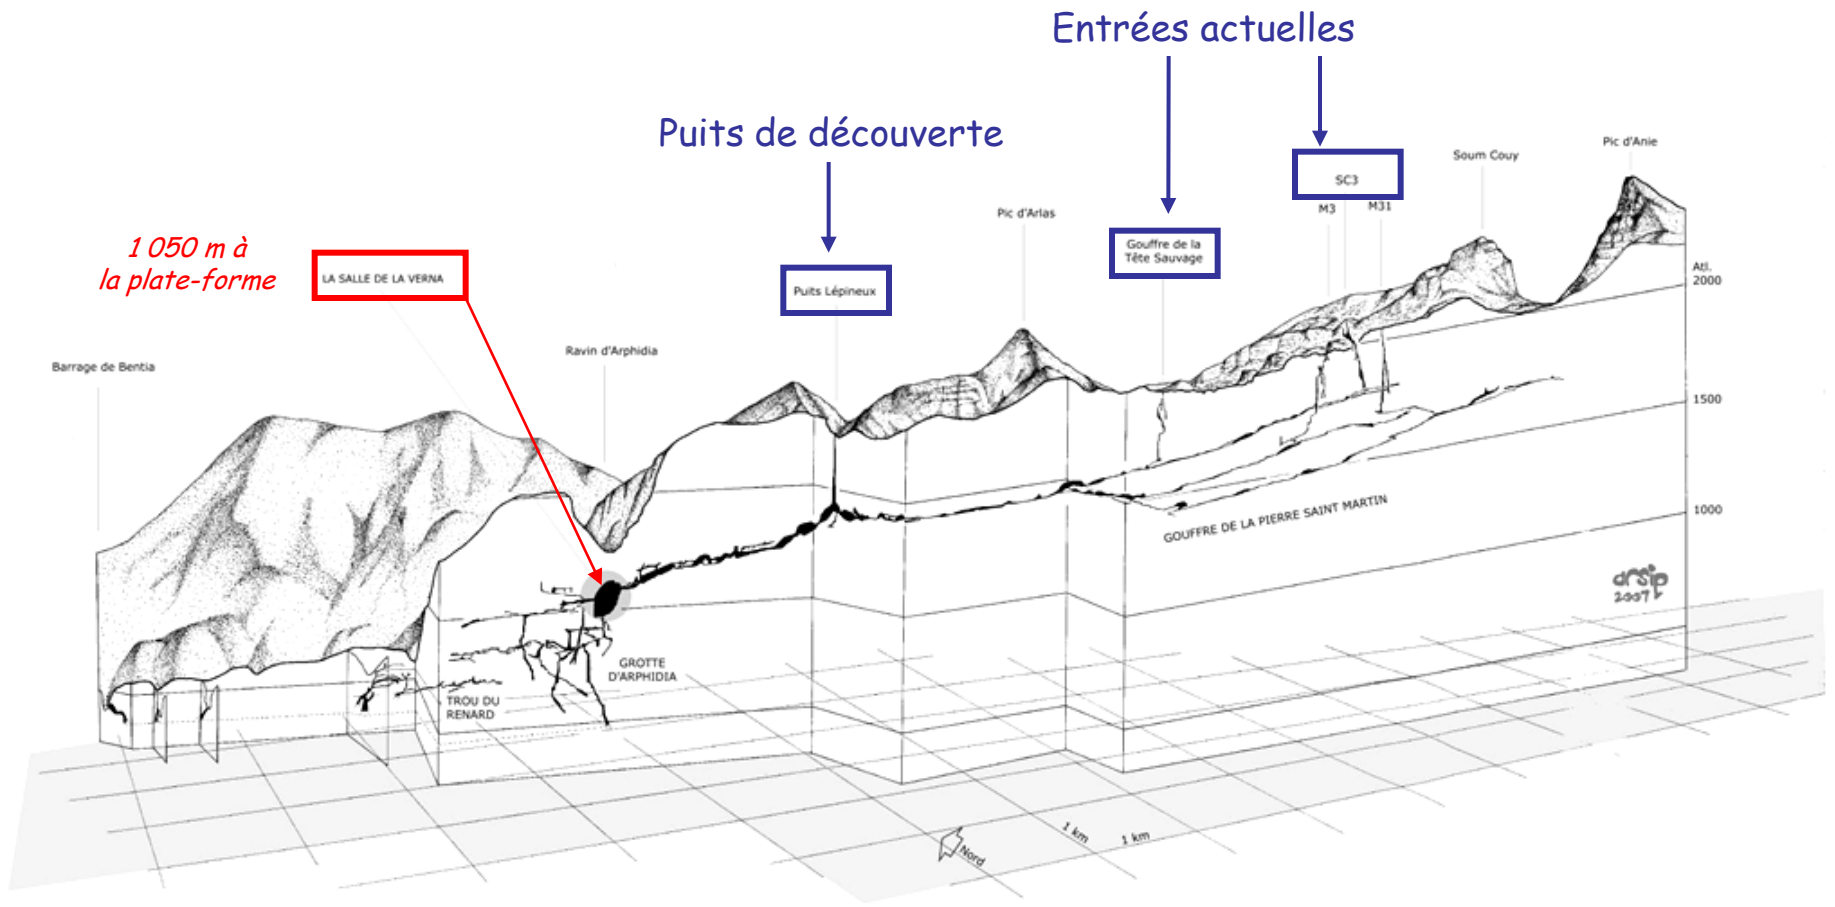 Entrées actuelles
Puits de découverte
Pic d'Anie
Soum Couy
SC3
M3
M31
Pic d'Arlas
Gouffre de la
Tête Sauvage
1 050 m à
la plate-forme
LA SALLE DE LA VERNA
Puits Lépineux
Atl.
2000
Ravin d'Arphidia
Barrage de Bentia
1500
1000
GOUFFRE DE LA PIERRE SAINT MARTIN
arsip
2007
GROTTE
D'ARPHIDIA
TROU DU
RENARD
1 km
1 km
Nord